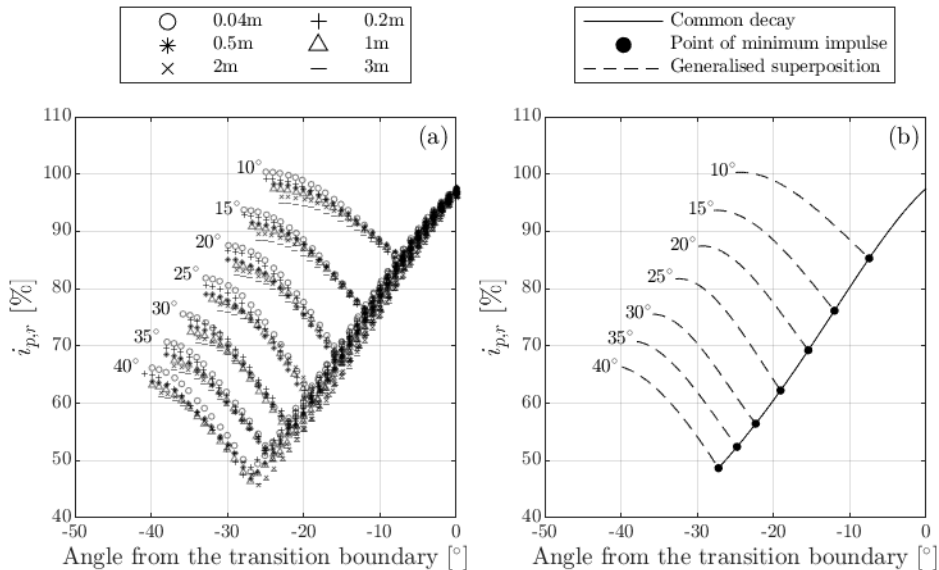 0.04m 0.2m
0.5m 1m
2m 3m
Common decay
Point of minimum impulse
Generalised superposition
110
100
90
80
70
60
50
40
i_{p,r} [%]
(a)
10°
15°
20°
25°
30°
35°
40°
-50 -40 -30 -20 -10 0
Angle from the transition boundary [°]
110
100
90
80
70
60
50
40
i_{p,r} [%]
(b)
10°
15°
20°
25°
30°
35°
40°
-50 -40 -30 -20 -10 0
Angle from the transition boundary [°]